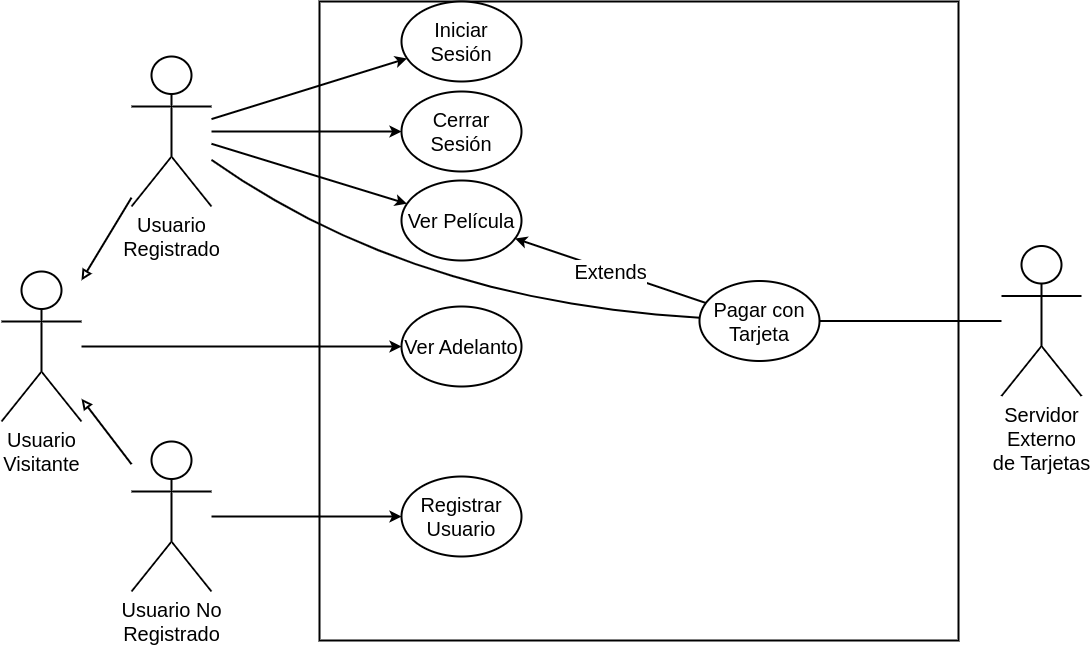 Iniciar
Sesión
Cerrar
Sesión
Usuario
Registrado
Ver Película
Extends
Pagar con
Tarjeta
Ver Adelanto
Usuario
Visitante
Servidor
Externo
de Tarjetas
Registrar
Usuario
Usuario No
Registrado